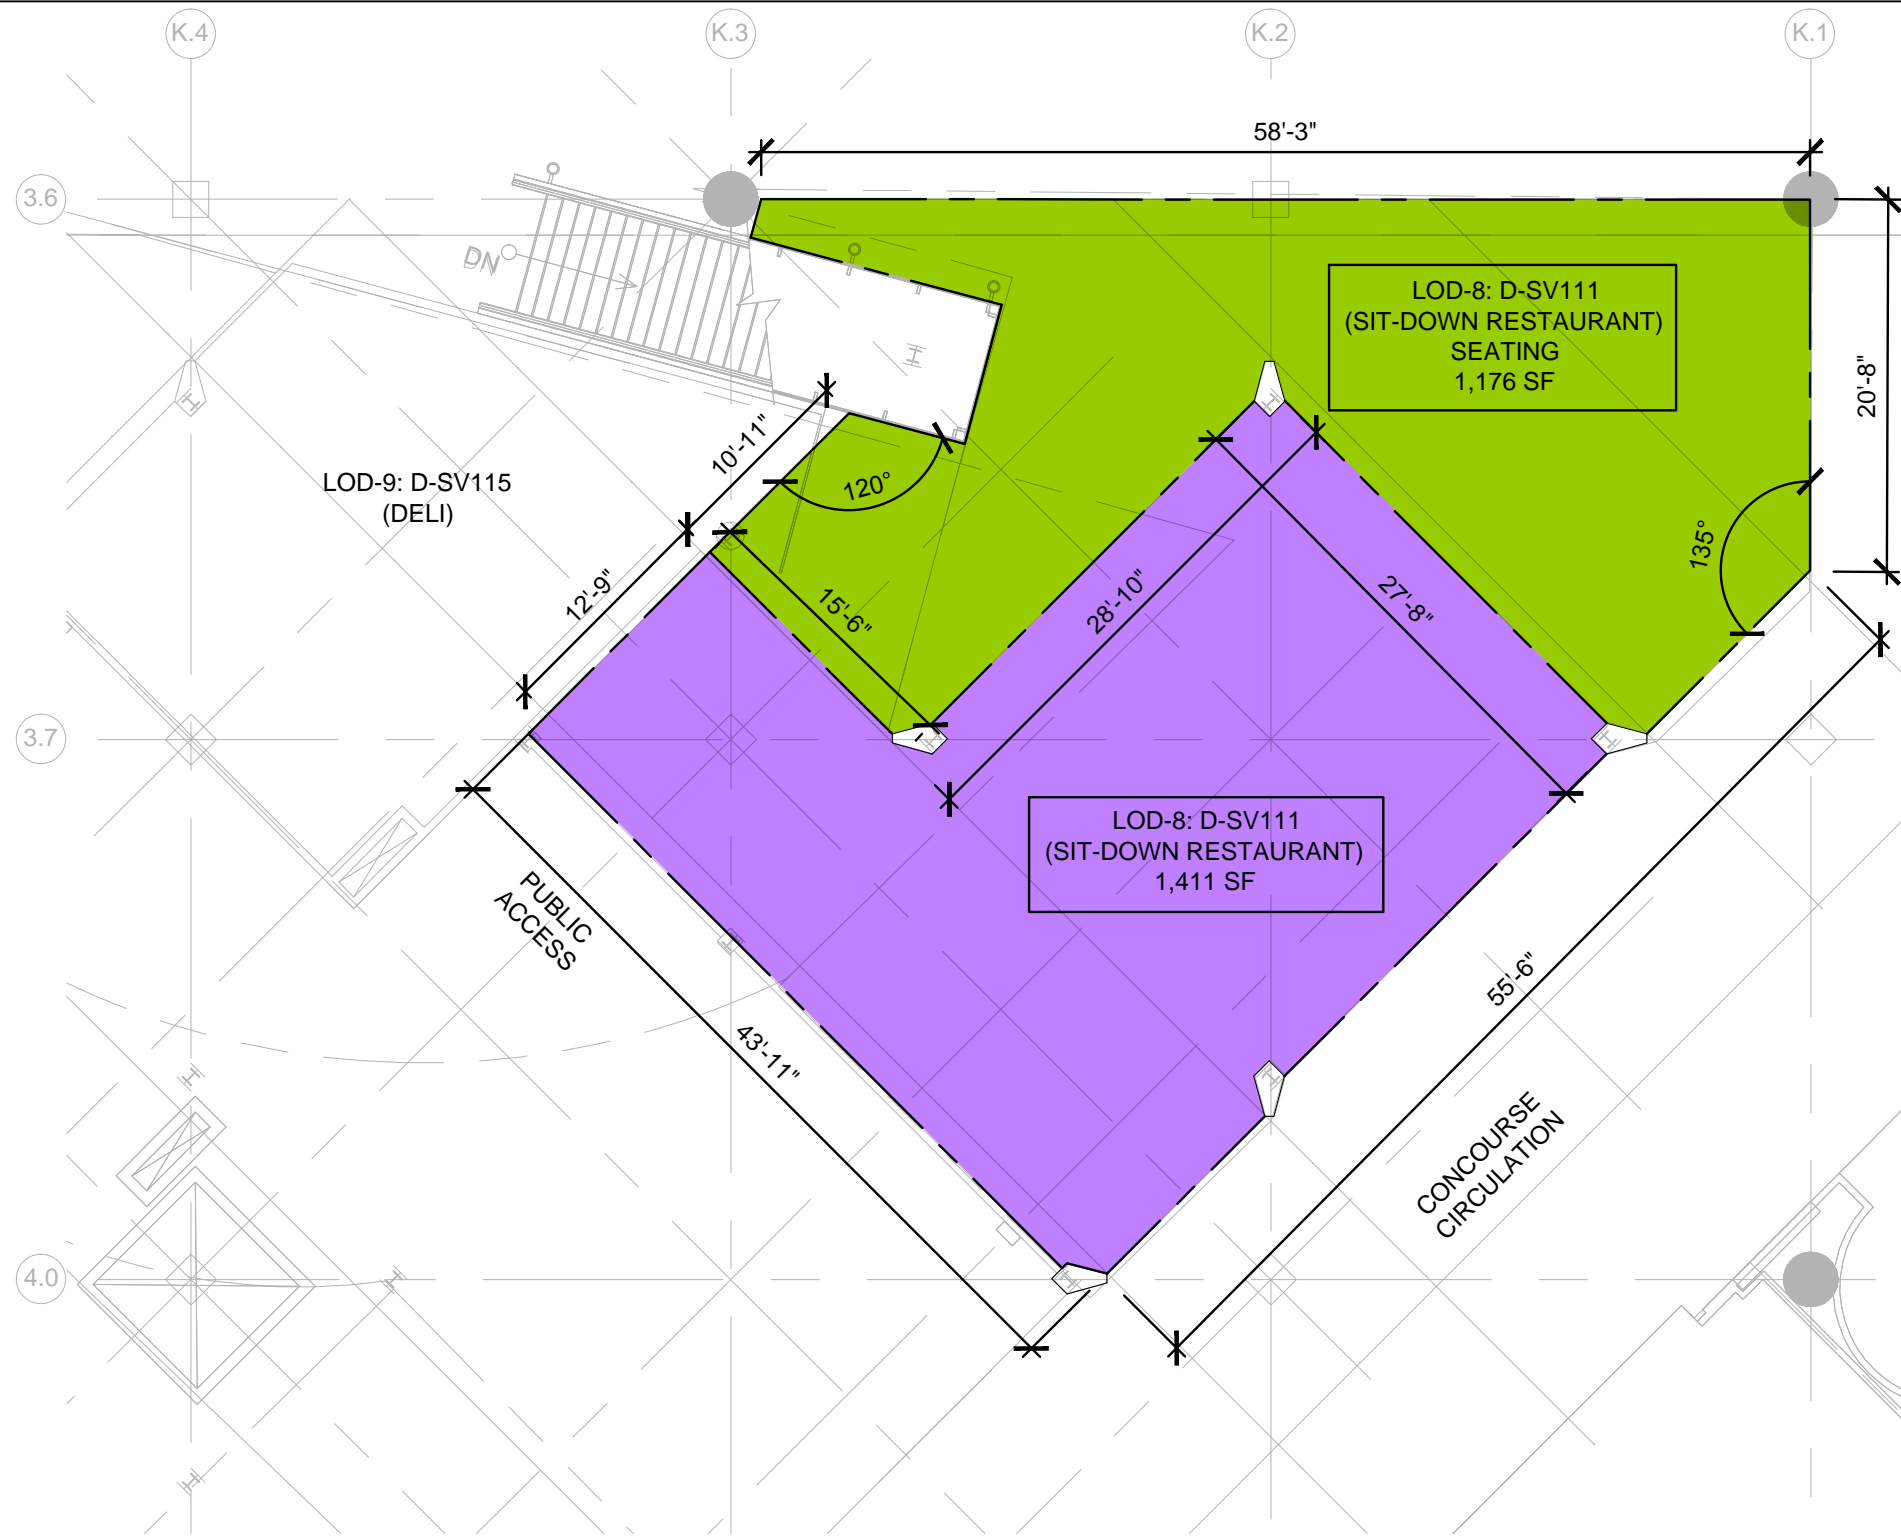 K.4
K.3
K.2
K.1
58'-3"
3.6
DN
LOD-8: D-SV111
(SIT-DOWN RESTAURANT)
SEATING
1,176 SF
20'-8"
10'-11"
LOD-9: D-SV115
(DELI)
120°
135°
12'-9"
15'-6"
28'-10"
27'-8"
3.7
LOD-8: D-SV111
(SIT-DOWN RESTAURANT)
1,411 SF
PUBLIC
ACCESS
55'-6"
43'-11"
CONCOURSE
CIRCULATION
4.0